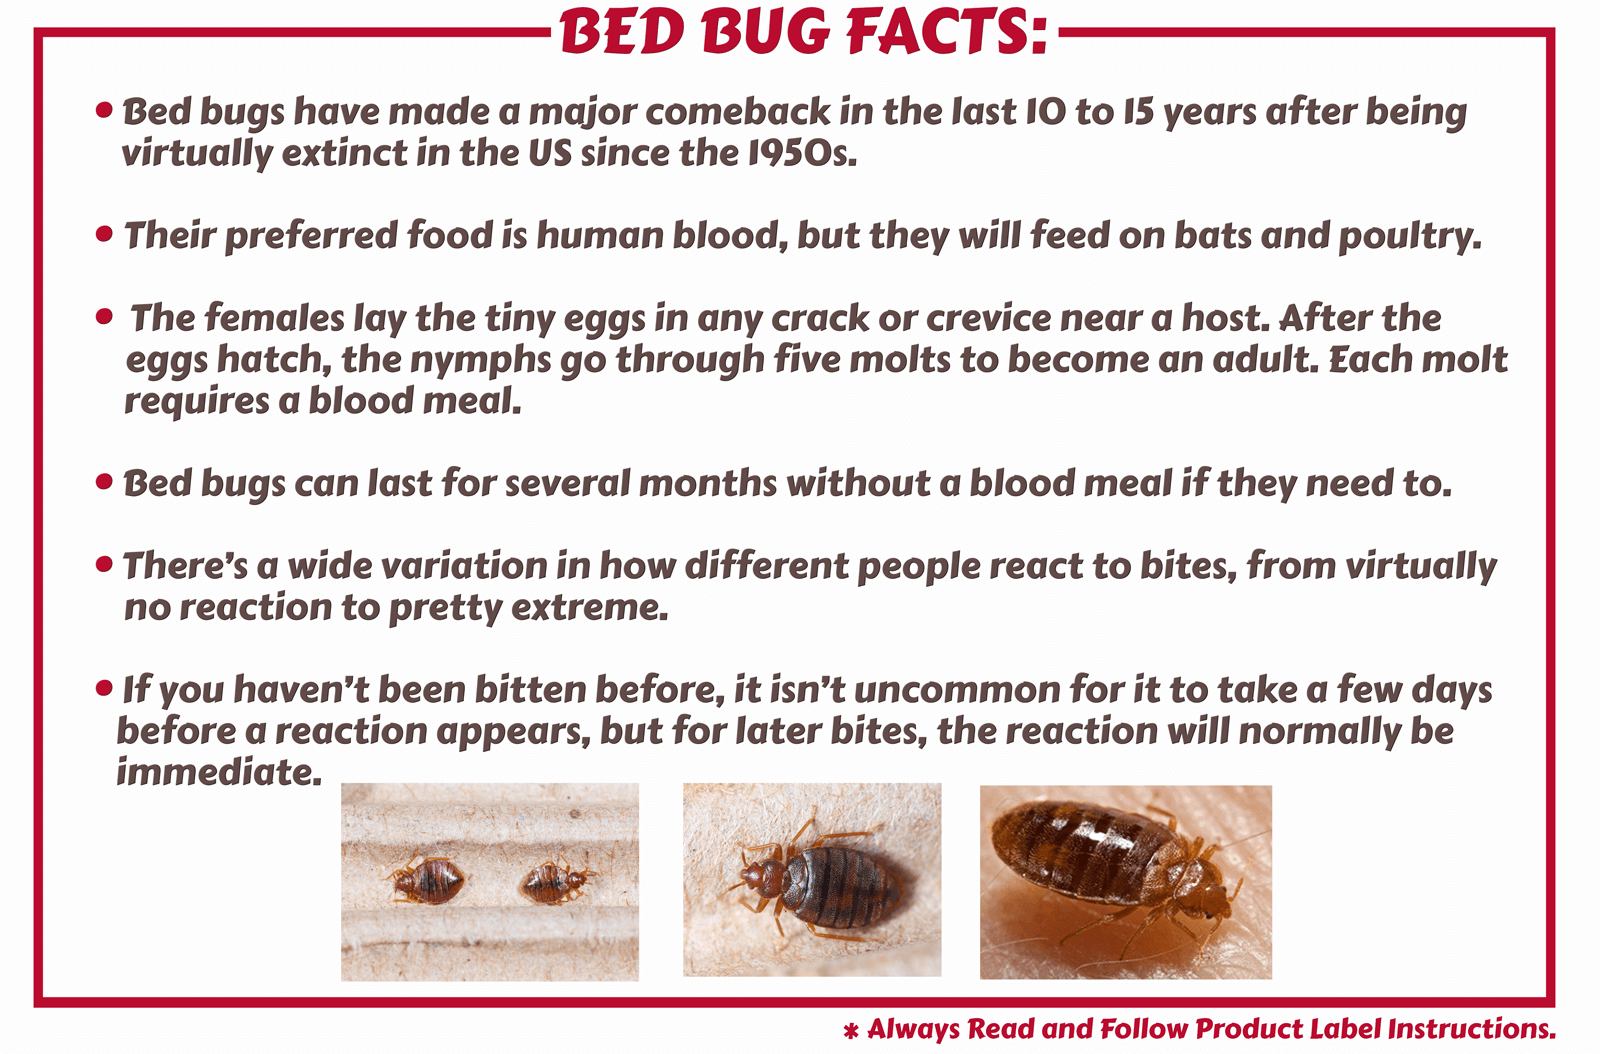 BED BUG FACTS:
• Bed bugs have made a major comeback in the last 10 to 15 years after being
virtually extinct in the US since the 1950s.
• Their preferred food is human blood, but they will feed on bats and poultry.
• The females lay the tiny eggs in any crack or crevice near a host. After the
eggs hatch, the nymphs go through five molts to become an adult. Each molt
requires a blood meal.
• Bed bugs can last for several months without a blood meal if they need to.
• There's a wide variation in how different people react to bites, from virtually
no reaction to pretty extreme.
• If you haven't been bitten before, it isn't uncommon for it to take a few days
before a reaction appears, but for later bites, the reaction will normally be
immediate.
* Always Read and Follow Product Label Instructions.